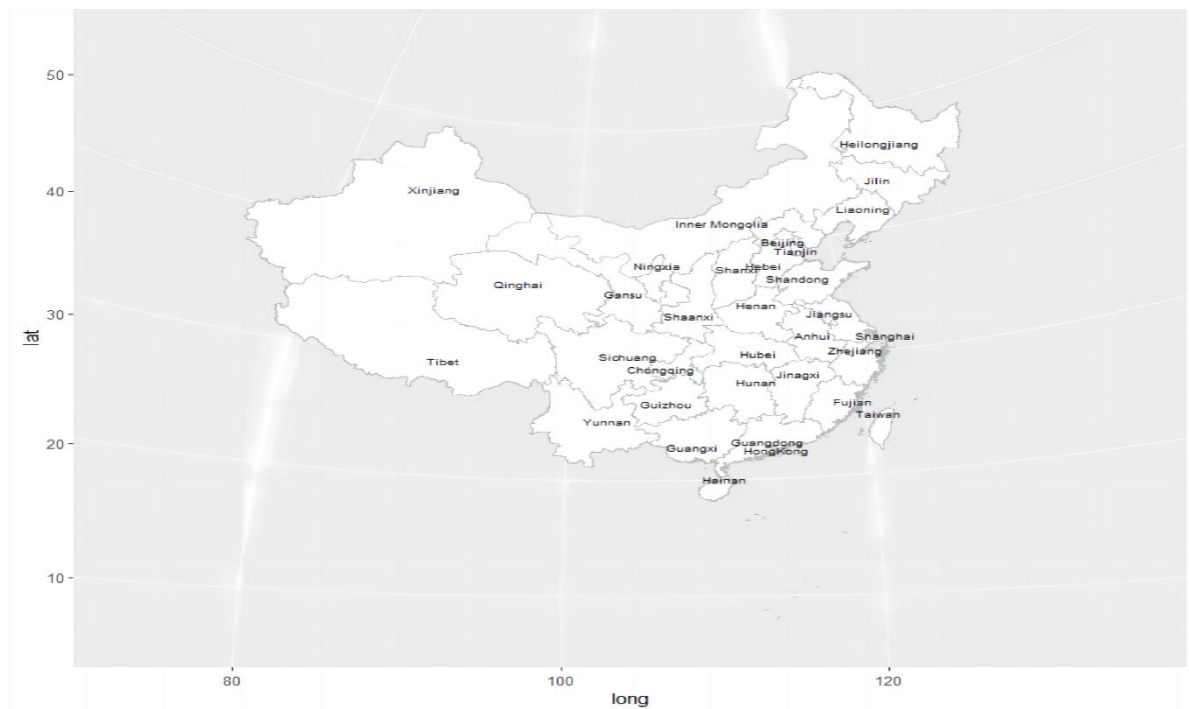 50
Heilongjiang
Jilin
40
Xinjiang
Liaoning
Inner Mongolia
Beijing
Tianjin
Ningxia
Shanxi
Hebei
Shandong
Qinghai
Gansu
Henan
30
Shaanxi
Jiangsu
lat
Anhui
Shanghai
Zhejiang
Hubei
Sichuang
Tibet
Chongqing
Jinagxi
Hunan
Guizhou
Fujian
Taiwan
Yunnan
20
Guangxi
Guangdong
HongKong
Hainan
10
80
100
120
long